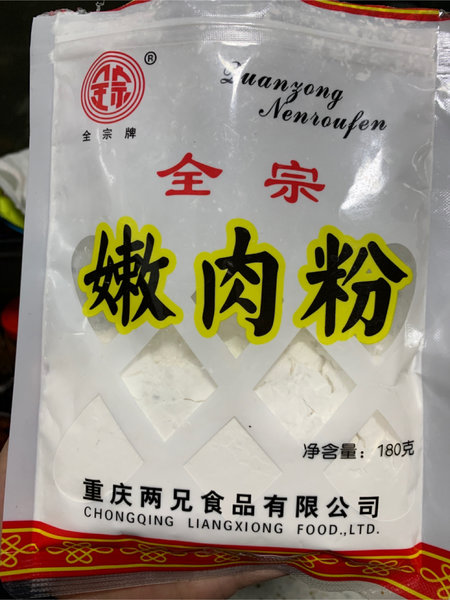 ®
全宗牌
Quanzong
Nenroufen
全宗
嫩肉粉
净含量：180克
重庆两兄食品有限公司
CHONGQING LIANGXIONG FOOD.,LTD.